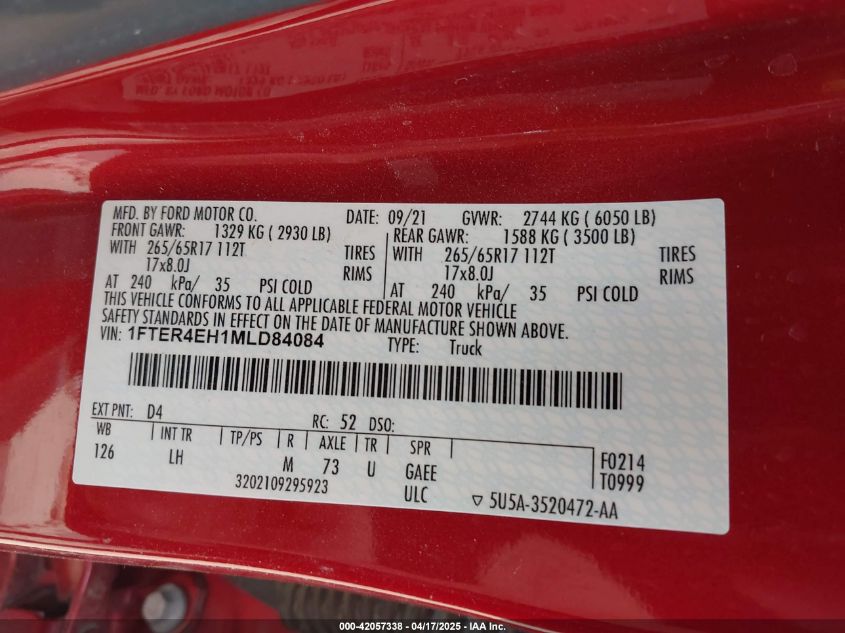 MFD. BY FORD MOTOR CO. DATE: 09/21 GVWR: 2744 KG ( 6050 LB)
FRONT GAWR: 1329 KG ( 2930 LB) REAR GAWR: 1588 KG ( 3500 LB)
WITH 265/65R17 112T TIRES WITH 265/65R17 112T TIRES
17x8.0J RIMS 17x8.0J RIMS
AT 240 kPa/ 35 PSI COLD AT 240 kPa/ 35 PSI COLD
THIS VEHICLE CONFORMS TO ALL APPLICABLE FEDERAL MOTOR VEHICLE
SAFETY STANDARDS IN EFFECT ON THE DATE OF MANUFACTURE SHOWN ABOVE.
VIN: 1FTER4EH1MLD84084 TYPE: Truck
EXT PNT: D4 RC: 52 DSO:
WB INT TR TP/PS R AXLE TR SPR
126 LH M 73 U GAEE F0214
3202109295923 ULC T0999
▽ 5U5A-3520472-AA
000-42057338 - 04/17/2025 - IAA Inc.